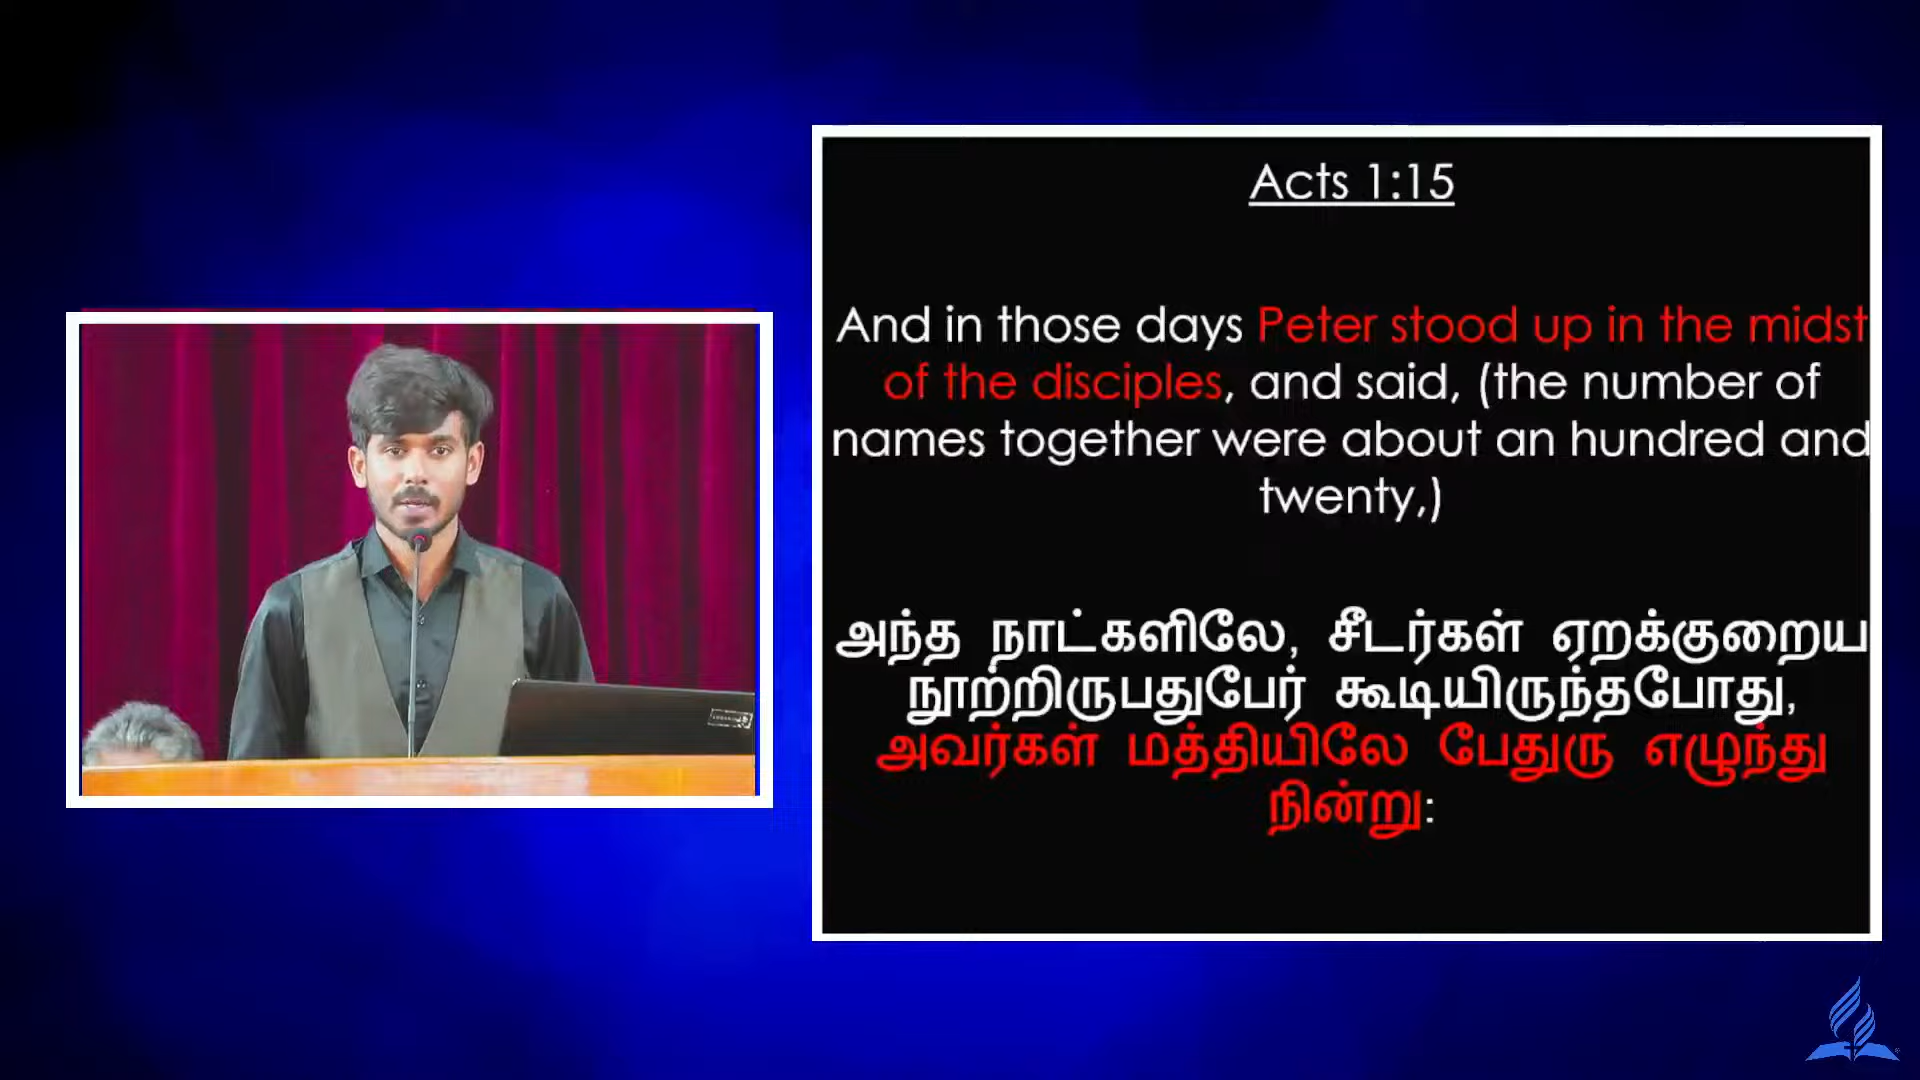 Acts 1:15
And in those days Peter stood up in the midst
of the disciples, and said, (the number of
names together were about an hundred and
twenty,)
அந்த நாட்களிலே, சீடர்கள் ஏறக்குறைய
நூற்றிருபதுபேர் கூடியிருந்தபோது,
அவர்கள் மத்தியிலே பேதுரு எழுந்து
நின்று: